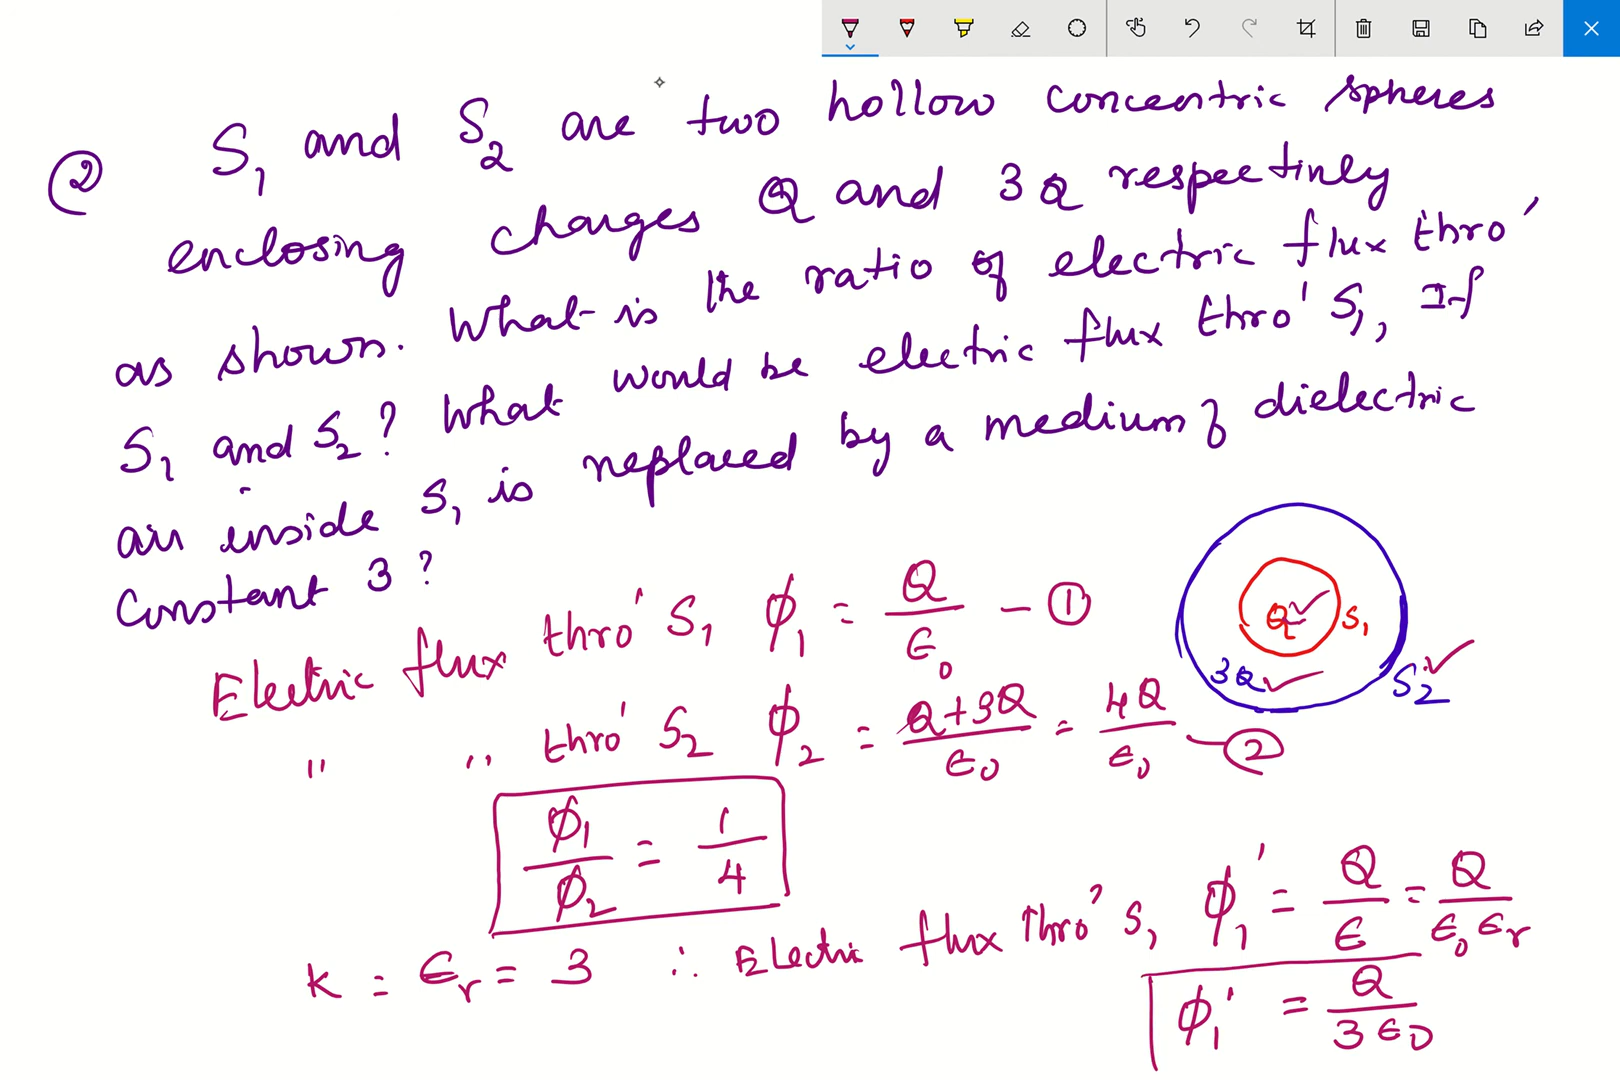 ② S₁ and S₂ are two hollow concentric spheres
enclosing charges Q and 3Q respectively
as shown. What is the ratio of electric flux thro'
S₁ and S₂? What would be electric flux thro' S₁, If
air inside S₁ is replaced by a medium of dielectric
Constant 3?
Electric flux thro' S₁ ϕ₁ = Q/ϵ₀ — ①
" " thro' S₂ ϕ₂ = Q+3Q/ϵ₀ = 4Q/ϵ₀ — ②
Q S₁
3Q S₂
ϕ₁/ϕ₂ = 1/4
K = ϵᵣ = 3 ∴ Electric flux thro' S₁ ϕ₁' = Q/ϵ = Q/ϵ₀ϵᵣ
ϕ₁' = Q/3ϵ₀